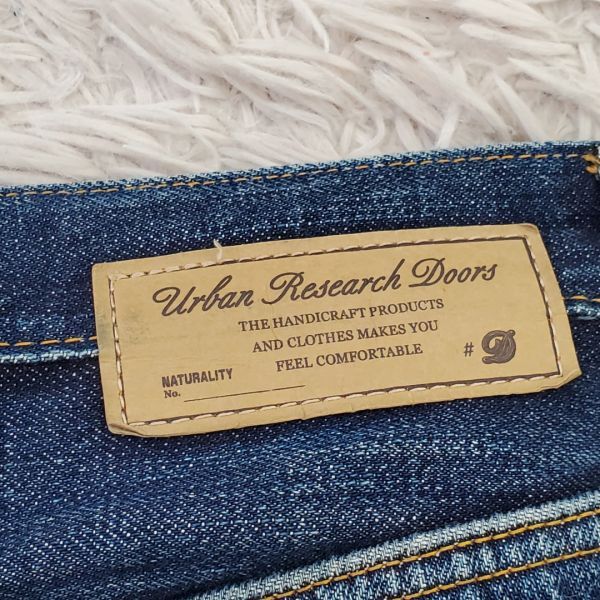 Urban Research Doors
THE HANDICRAFT PRODUCTS
AND CLOTHES MAKES YOU
FEEL COMFORTABLE
# D
NATURALITY
No.